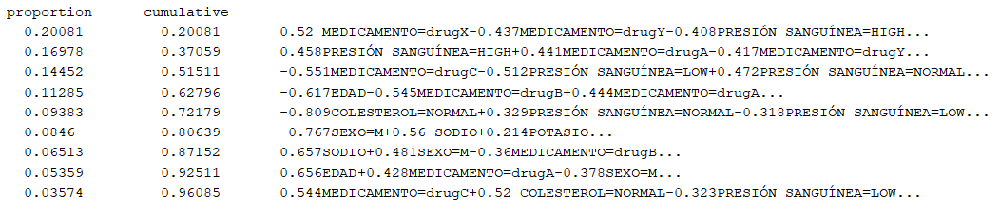 proportion cumulative
0.20081 0.20081 0.52 MEDICAMENTO=drugX-0.437MEDICAMENTO=drugY-0.408PRESIÓN SANGUÍNEA=HIGH...
0.16978 0.37059 0.458PRESIÓN SANGUÍNEA=HIGH+0.441MEDICAMENTO=drugA-0.417MEDICAMENTO=drugY...
0.14452 0.51511 -0.551MEDICAMENTO=drugC-0.512PRESIÓN SANGUÍNEA=LOW+0.472PRESIÓN SANGUÍNEA=NORMAL...
0.11285 0.62796 -0.617EDAD-0.545MEDICAMENTO=drugB+0.444MEDICAMENTO=drugA...
0.09383 0.72179 -0.809COLESTEROL=NORMAL+0.329PRESIÓN SANGUÍNEA=NORMAL-0.318PRESIÓN SANGUÍNEA=LOW...
0.0846 0.80639 -0.767SEXO=M+0.56 SODIO+0.214POTASIO...
0.06513 0.87152 0.657SODIO+0.481SEXO=M-0.36MEDICAMENTO=drugB...
0.05359 0.92511 0.656EDAD+0.428MEDICAMENTO=drugA-0.378SEXO=M...
0.03574 0.96085 0.544MEDICAMENTO=drugC+0.52 COLESTEROL=NORMAL-0.323PRESIÓN SANGUÍNEA=LOW...